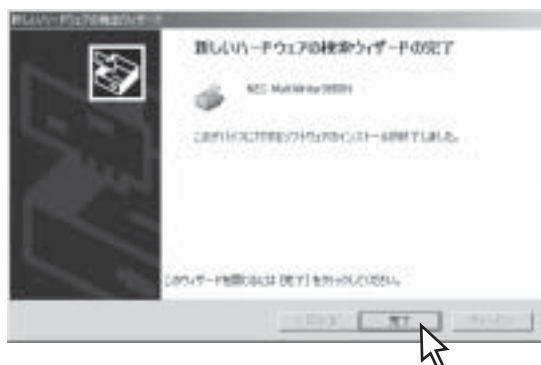 新しいハードウェアの検索ウィザード
新しいハードウェアの検索ウィザードの完了
NEC MultiWriter
このデバイスに対するソフトウェアのインストールが終了しました。
このウィザードを閉じるには [完了] をクリックしてください。
完了